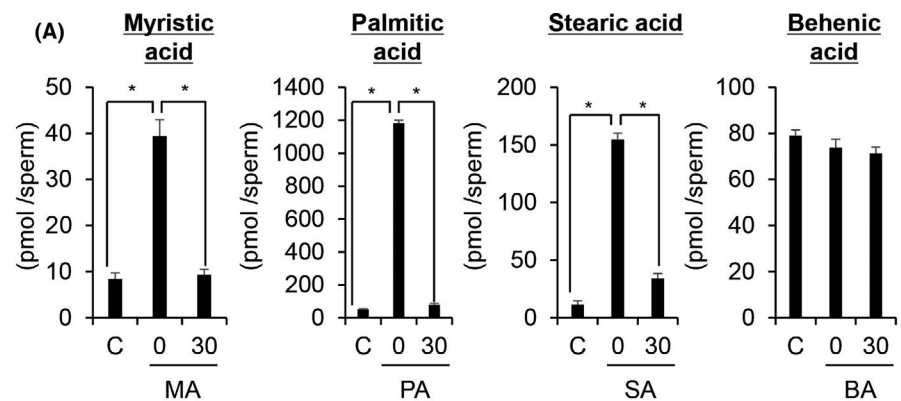 (A)
Myristic
acid
50
40
30
20
10
0
(pmol /sperm)
* *
C 0 30
MA
Palmitic
acid
1400
1200
1000
800
600
400
200
0
(pmol /sperm)
* *
C 0 30
PA
Stearic acid
200
150
100
50
0
(pmol /sperm)
* *
C 0 30
SA
Behenic
acid
100
80
60
40
20
0
(pmol /sperm)
C 0 30
BA